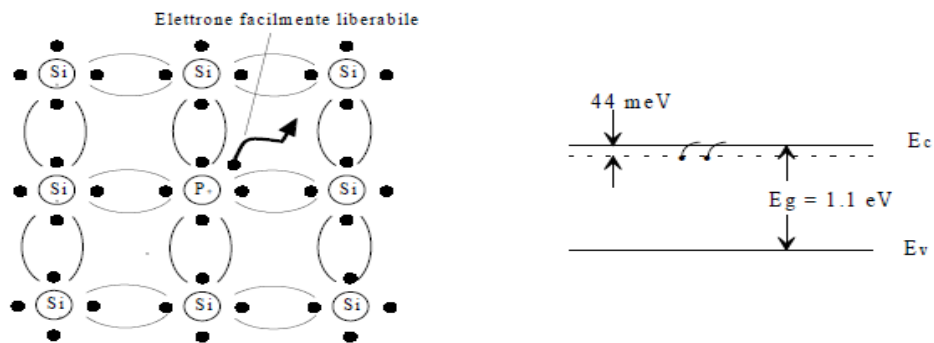 Elettrone facilmente liberabile
Si Si Si
Si P+ Si
Si Si Si
44 meV
Ec
Eg = 1.1 eV
Ev